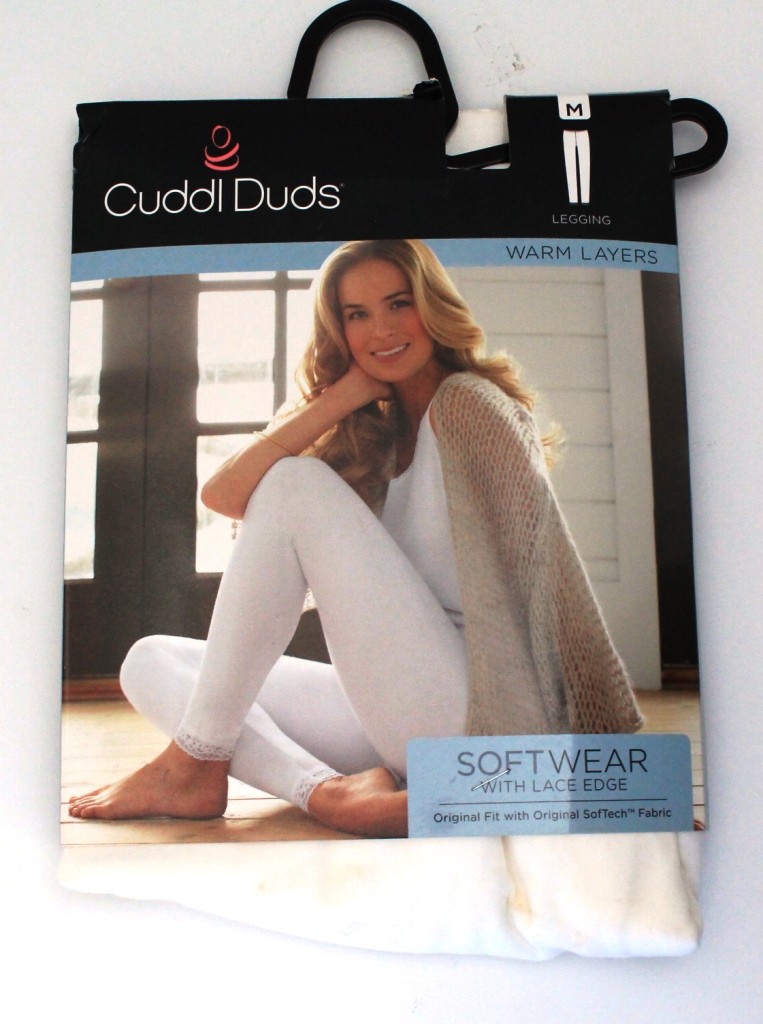 M
Cuddl Duds
LEGGING
WARM LAYERS
SOFTWEAR
WITH LACE EDGE
Original Fit with Original SofTech™ Fabric